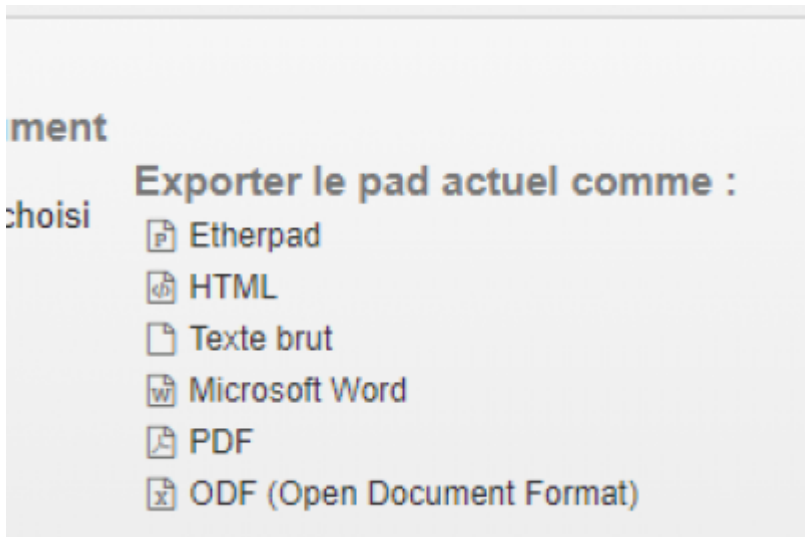 ment
Exporter le pad actuel comme :
choisi
Etherpad
HTML
Texte brut
Microsoft Word
PDF
ODF (Open Document Format)